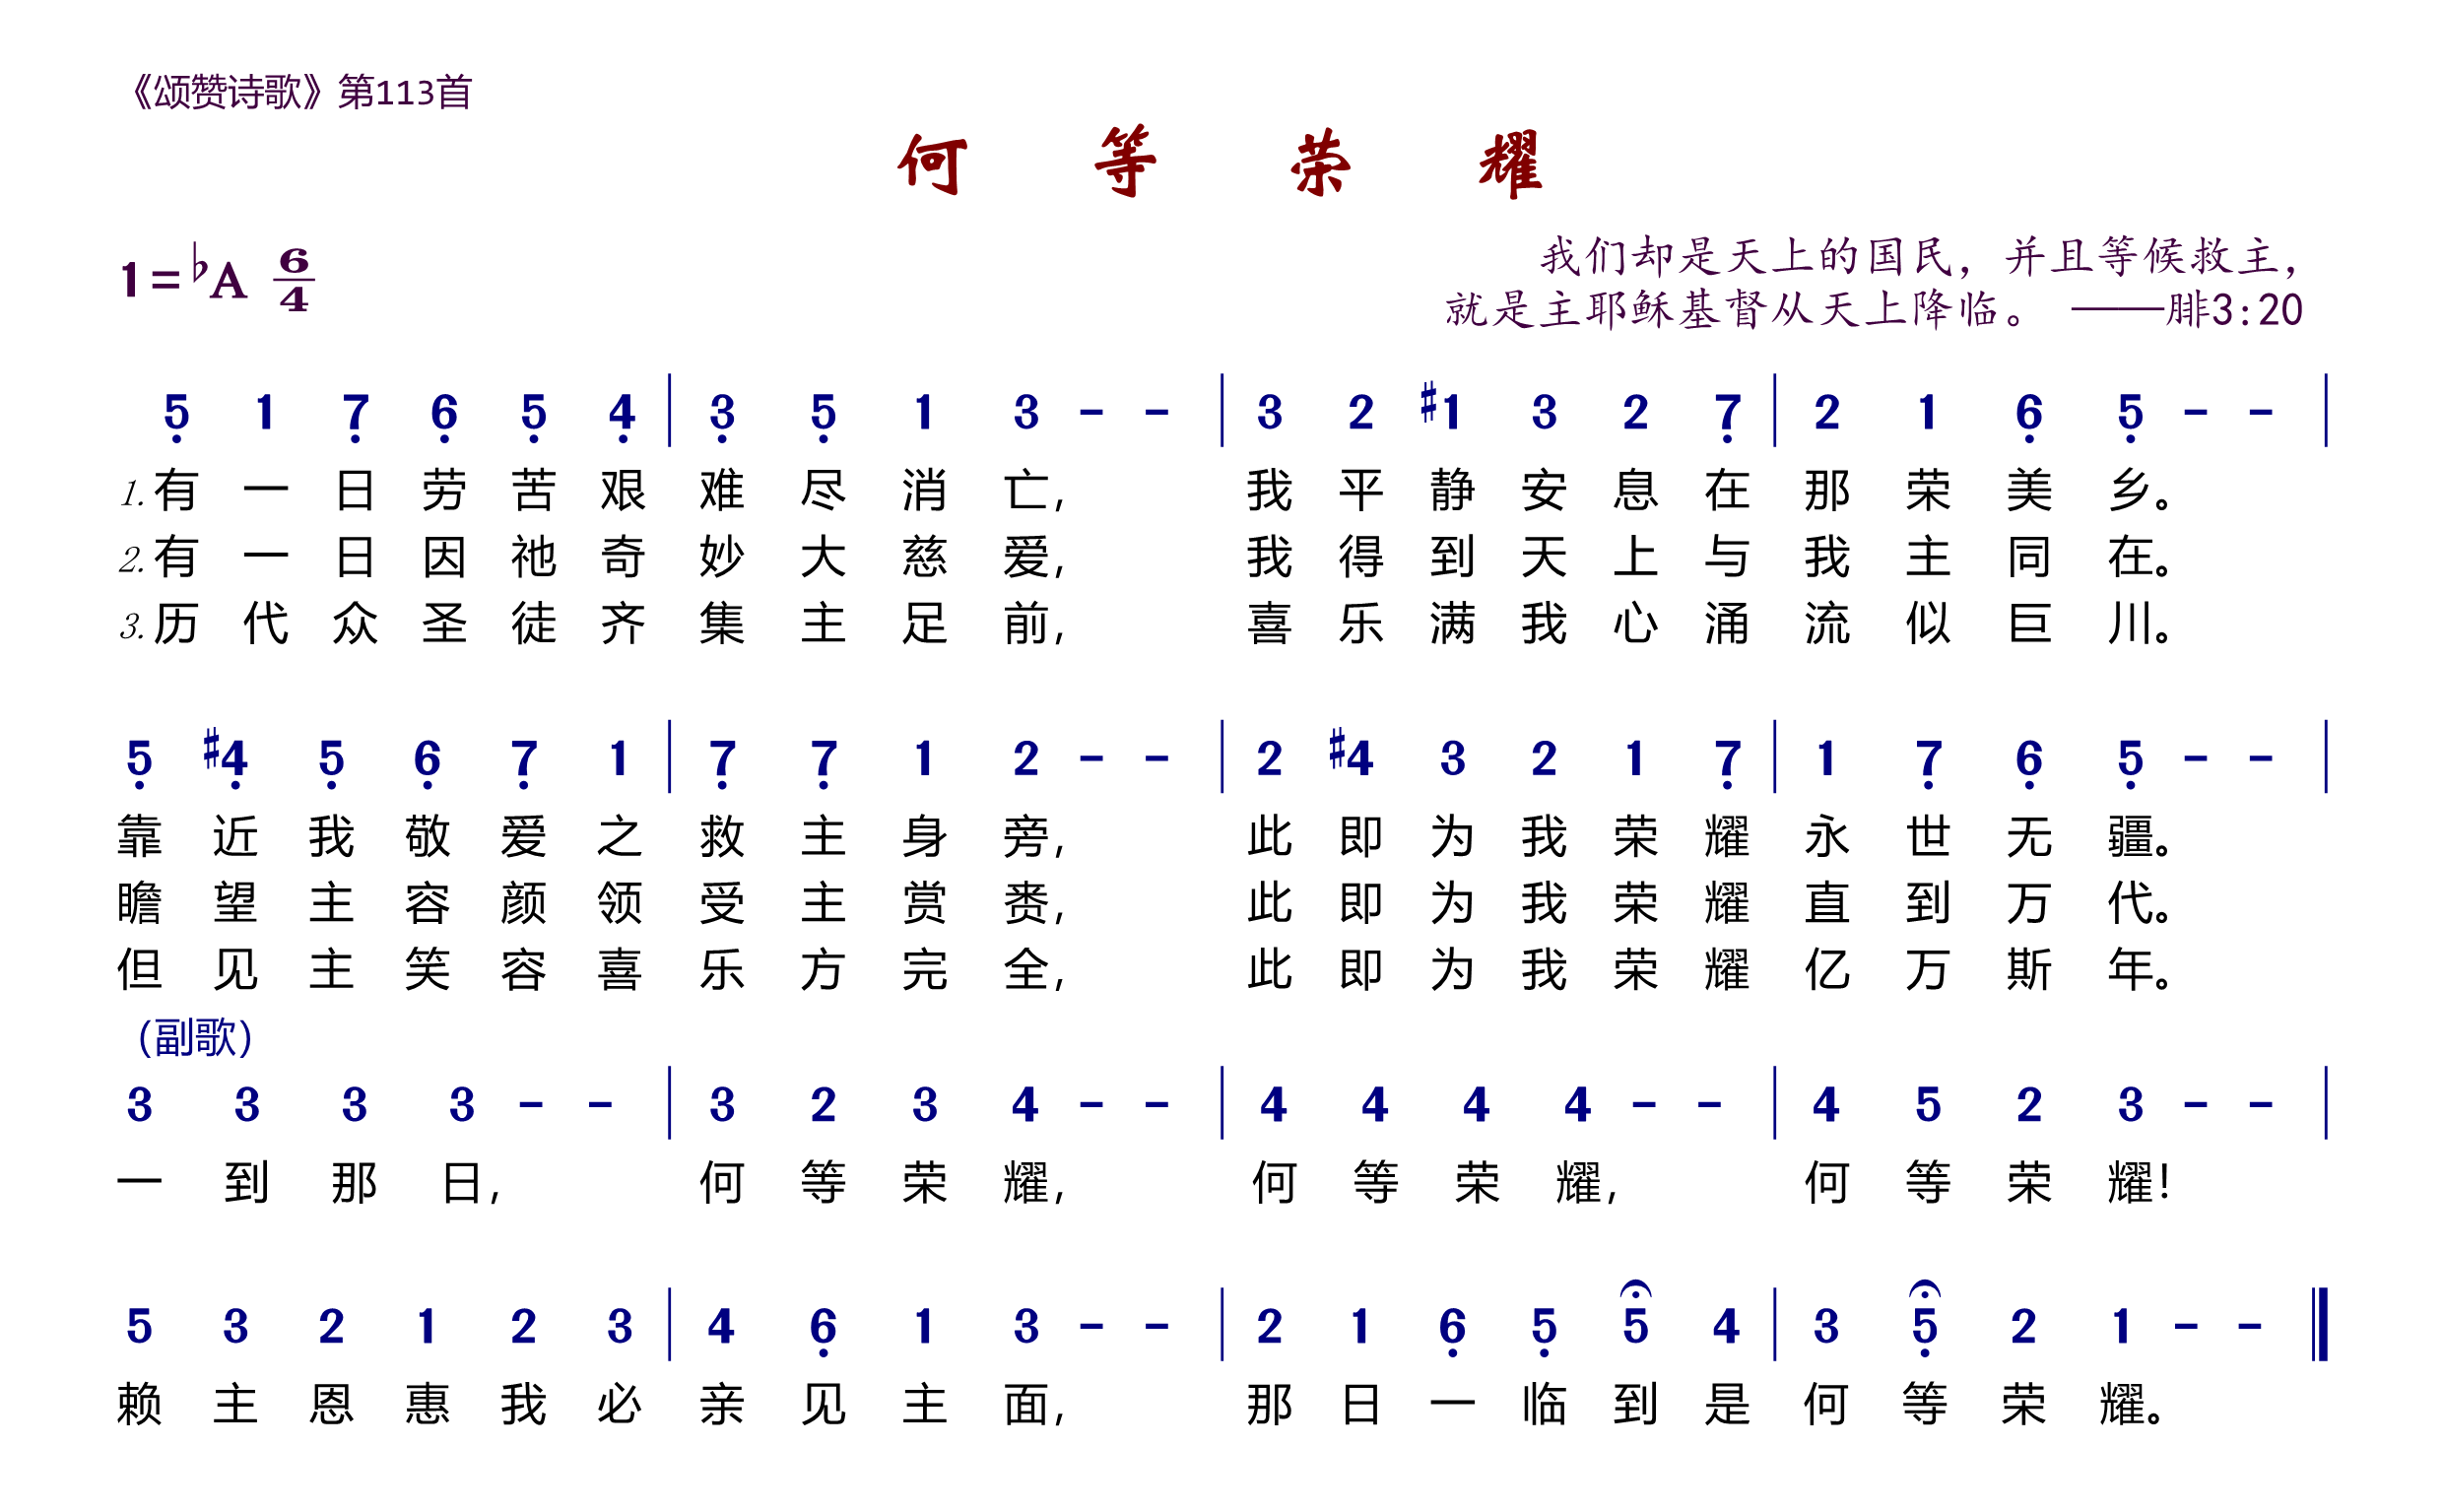 《颂赞诗歌》第113首
何等荣耀
1=♭A 6/4
我们却是天上的国民，并且等候救主，
就是主耶稣基督从天上降临。 ——腓3:20
5̣ 1 7̣ 6̣ 5̣ 4̣ | 3̣ 5̣ 1 3 - - | 3 2 #1 3 2 7̣ | 2 1 6̣ 5̣ - - |
1.有一日劳苦艰难尽消亡, 我平静安息在那荣美乡。
2.有一日因祂奇妙大慈爱, 我得到天上与我主同在。
3.历代众圣徒齐集主足前, 喜乐满我心涌流似巨川。
5̣ #4̣ 5̣ 6̣ 7̣ 1 | 7̣ 7̣ 1 2 - - | 2 #4 3 2 1 7̣ | 1 7̣ 6̣ 5̣ - - |
靠近我敬爱之救主身旁, 此即为我荣耀永世无疆。
瞻望主容颜领受主赏赉, 此即为我荣耀直到万代。
但见主笑容喜乐方完全, 此即为我荣耀亿万斯年。
(副歌)
3 3 3 3 - - | 3 2 3 4 - - | 4 4 4 4 - - | 4 5 2 3 - - |
一到那日, 何等荣耀, 何等荣耀, 何等荣耀!
5 3 2 1 2 3 | 4 6̣ 1 3 - - | 2 1 6̣ 5̣ 5 4 | 3 5̣ 2 1 - - ‖
赖主恩惠我必亲见主面, 那日一临到是何等荣耀。